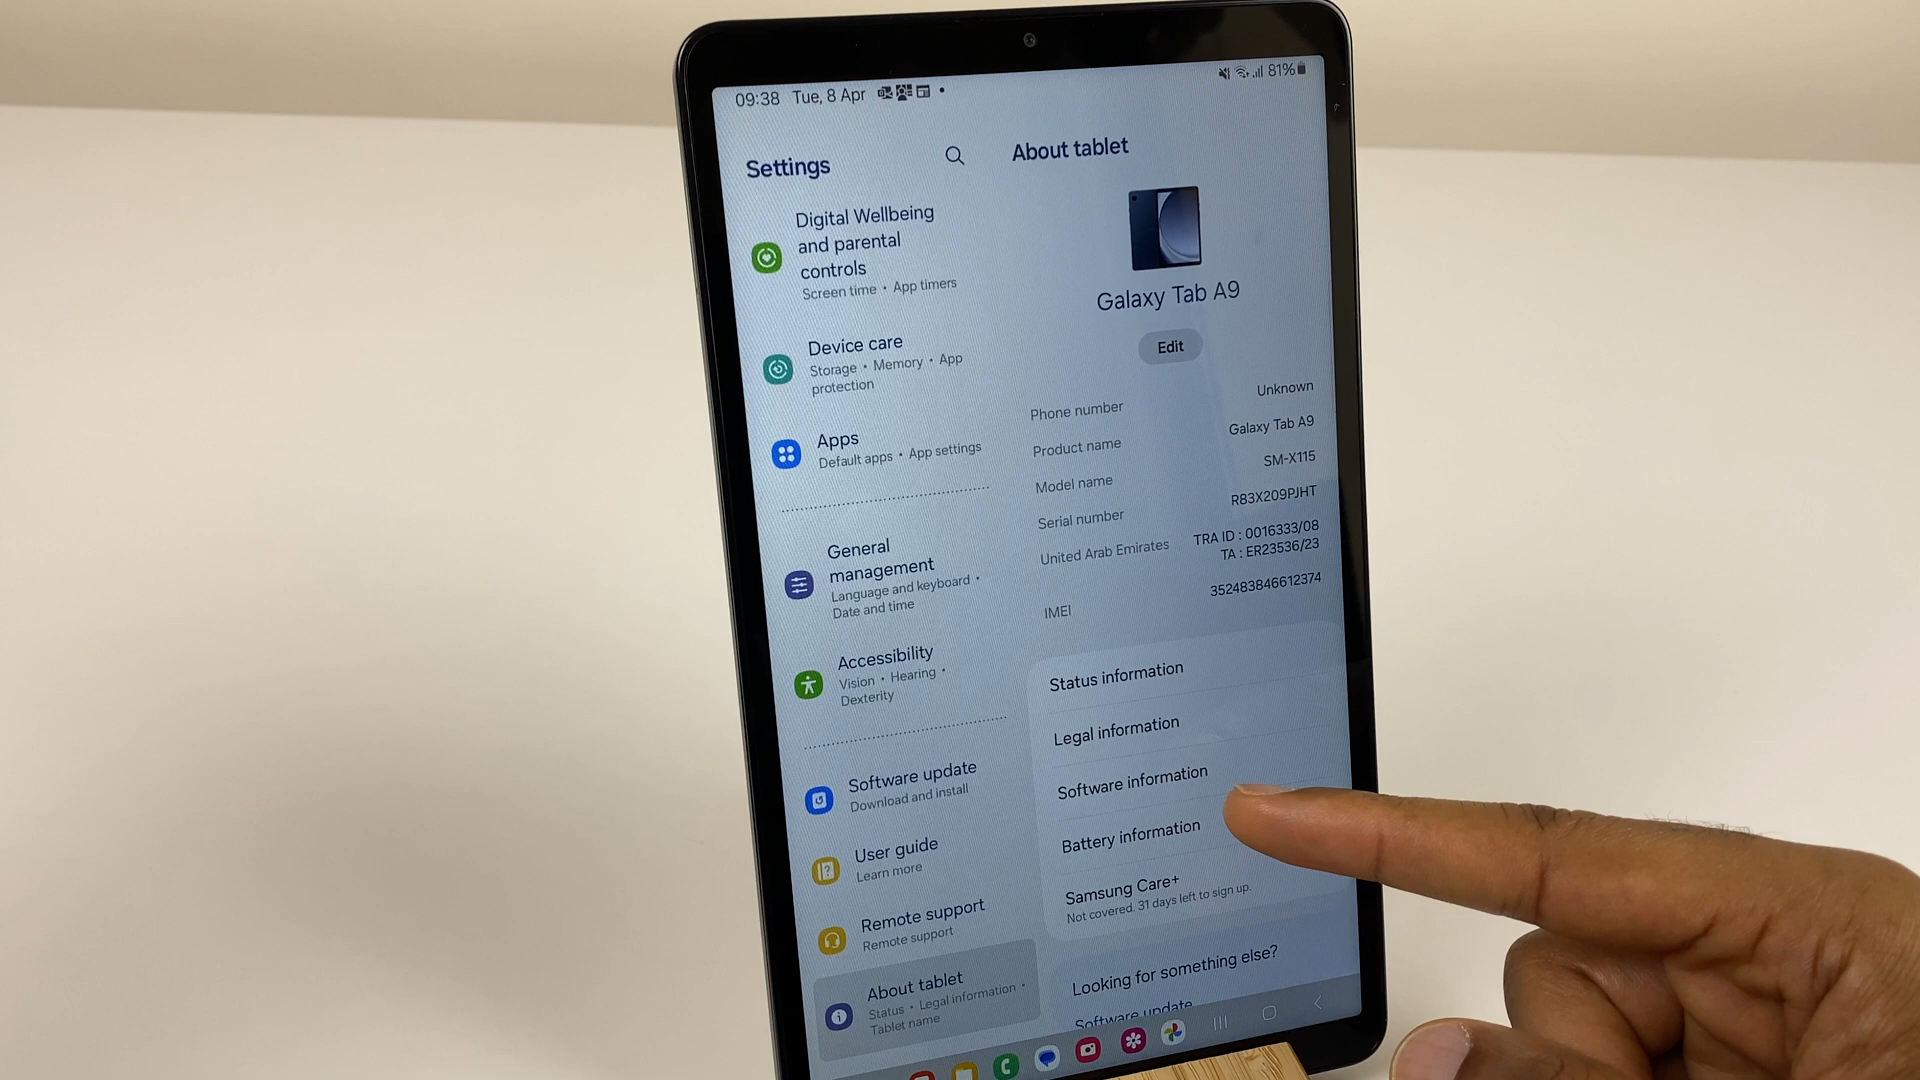 09:38 Tue, 8 Apr
81%
Settings
Digital Wellbeing
and parental
controls
Screen time • App timers
Device care
Storage • Memory • App
protection
Apps
Default apps • App settings
General
management
Language and keyboard •
Date and time
Accessibility
Vision • Hearing •
Dexterity
Software update
Download and install
User guide
Learn more
Remote support
Remote support
About tablet
Status • Legal information •
Tablet name
About tablet
Galaxy Tab A9
Edit
Phone number Unknown
Product name Galaxy Tab A9
Model name SM-X115
Serial number R83X209PJHT
United Arab Emirates TRA ID : 0016333/08
TA : ER23536/23
IMEI 352483846612374
Status information
Legal information
Software information
Battery information
Samsung Care+
Not covered. 31 days left to sign up.
Looking for something else?
Software update